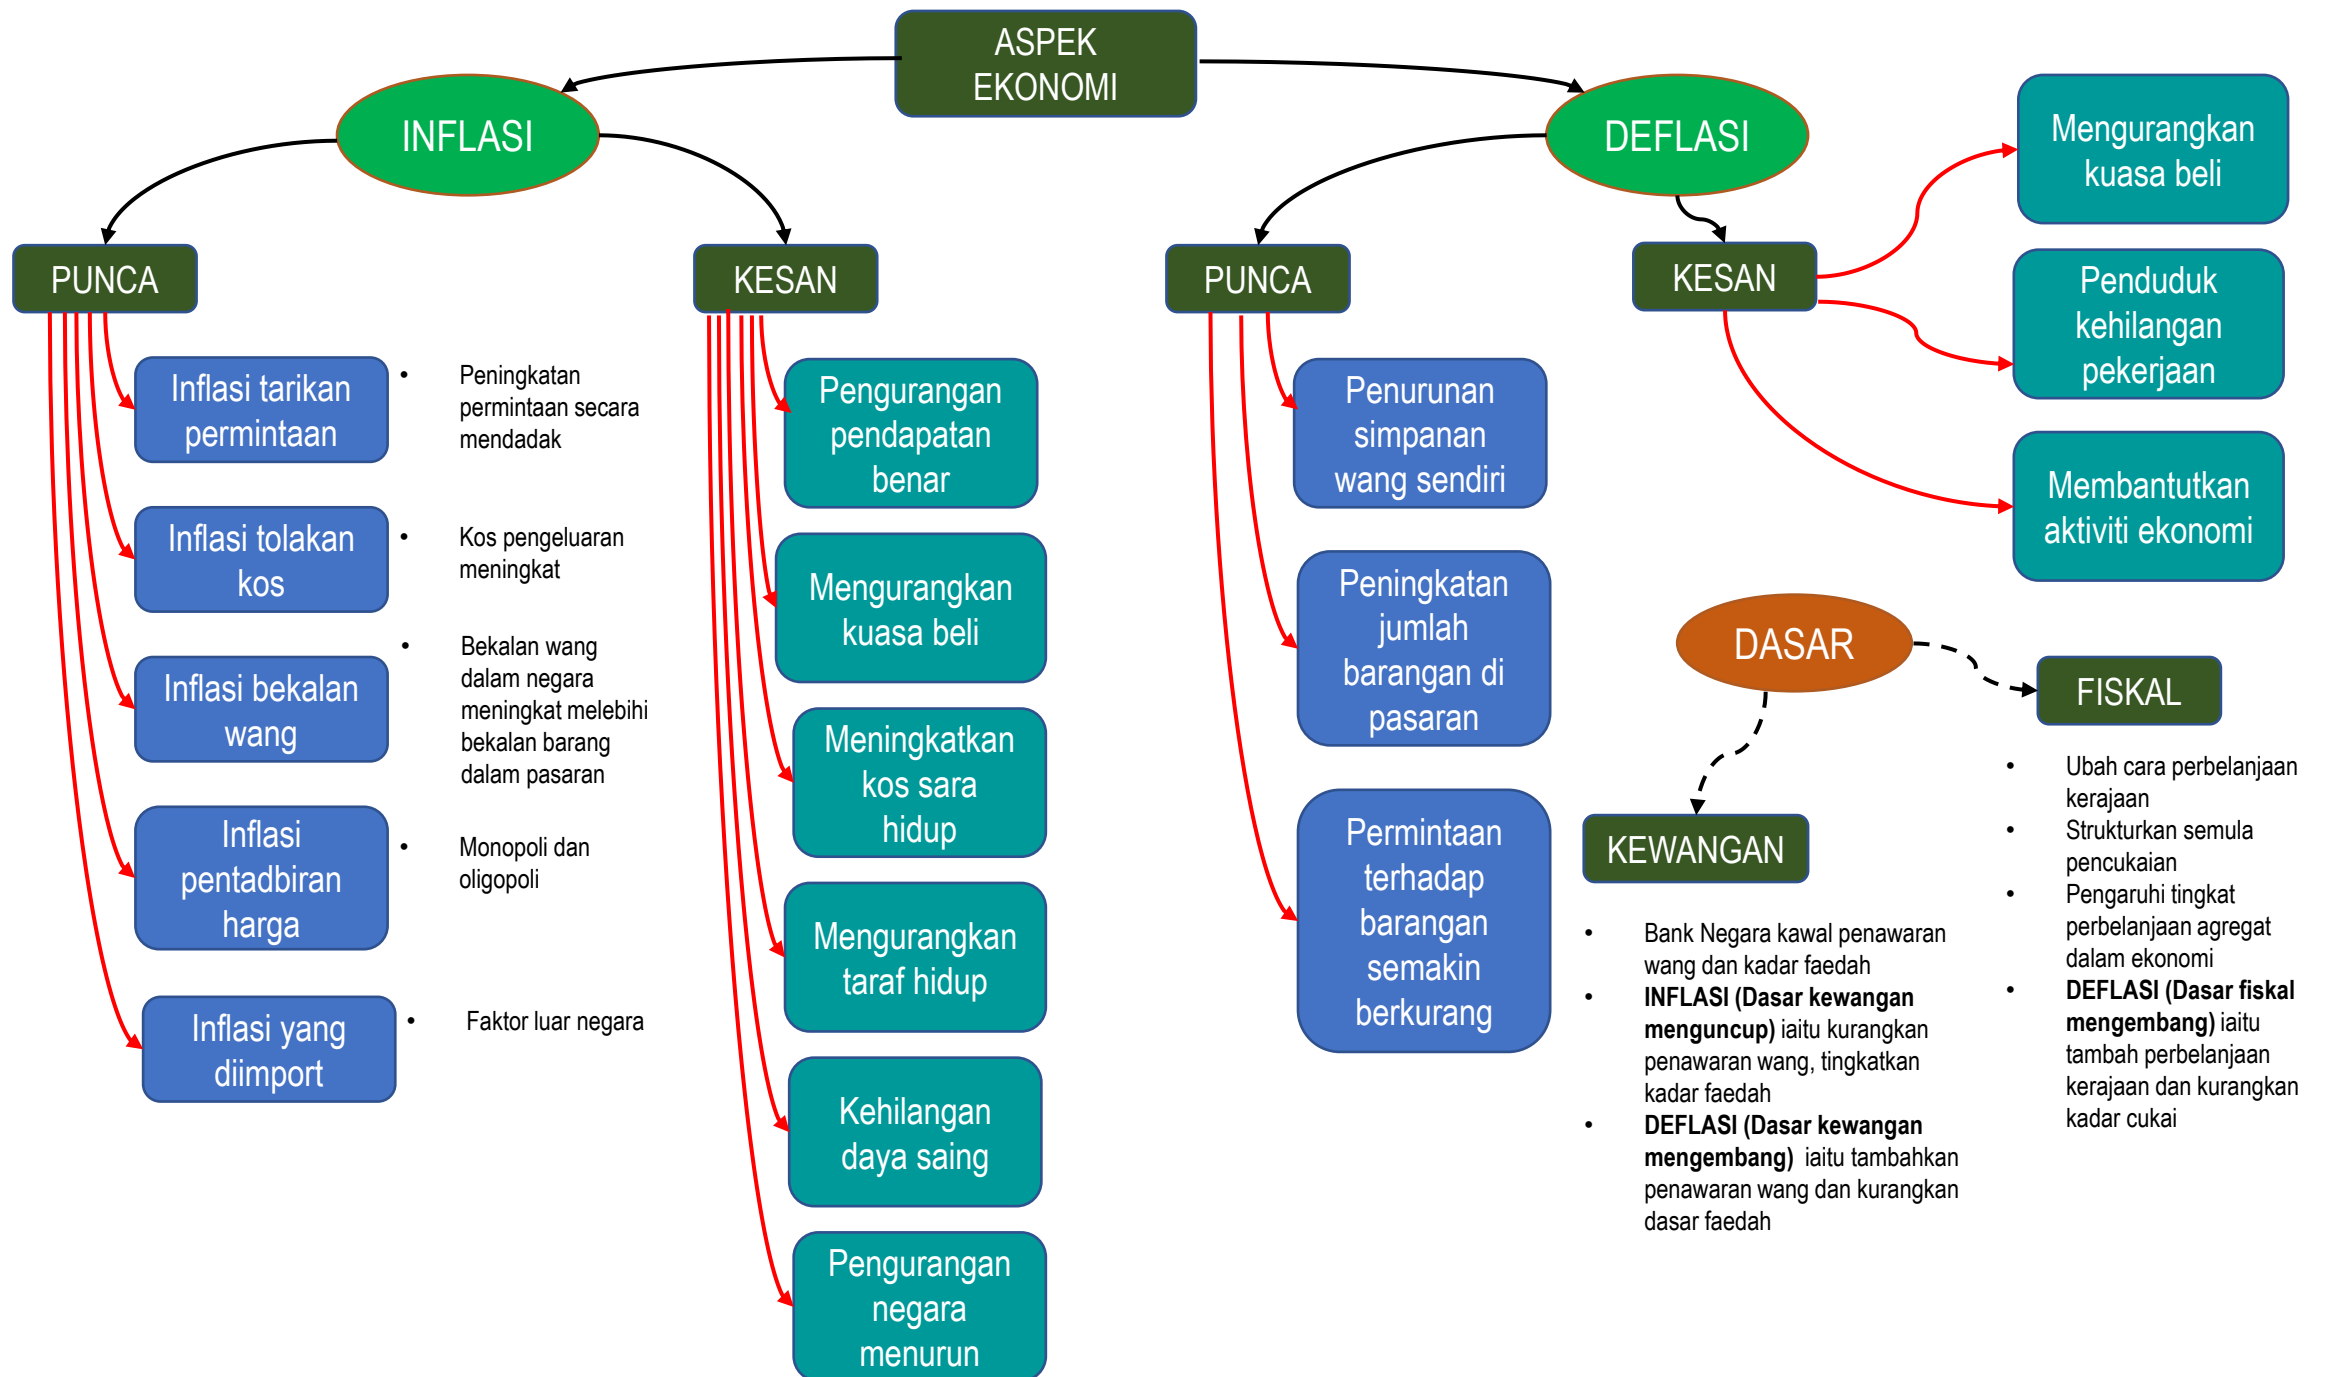 ASPEK
EKONOMI
INFLASI
PUNCA
Inflasi tarikan
permintaan
• Peningkatan
permintaan secara
mendadak
Inflasi tolakan
kos
• Kos pengeluaran
meningkat
Inflasi bekalan
wang
• Bekalan wang
dalam negara
meningkat melebihi
bekalan barang
dalam pasaran
Inflasi
pentadbiran
harga
• Monopoli dan
oligopoli
Inflasi yang
diimport
• Faktor luar negara
KESAN
Pengurangan
pendapatan
benar
Mengurangkan
kuasa beli
Meningkatkan
kos sara
hidup
Mengurangkan
taraf hidup
Kehilangan
daya saing
Pengurangan
negara
menurun
DEFLASI
PUNCA
Penurunan
simpanan
wang sendiri
Peningkatan
jumlah
barangan di
pasaran
Permintaan
terhadap
barangan
semakin
berkurang
KESAN
Mengurangkan
kuasa beli
Penduduk
kehilangan
pekerjaan
Membantutkan
aktiviti ekonomi
DASAR
KEWANGAN
• Bank Negara kawal penawaran
wang dan kadar faedah
• INFLASI (Dasar kewangan
menguncup) iaitu kurangkan
penawaran wang, tingkatkan
kadar faedah
• DEFLASI (Dasar kewangan
mengembang) iaitu tambahkan
penawaran wang dan kurangkan
dasar faedah
FISKAL
• Ubah cara perbelanjaan
kerajaan
• Strukturkan semula
pencukaian
• Pengaruhi tingkat
perbelanjaan agregat
dalam ekonomi
• DEFLASI (Dasar fiskal
mengembang) iaitu
tambah perbelanjaan
kerajaan dan kurangkan
kadar cukai